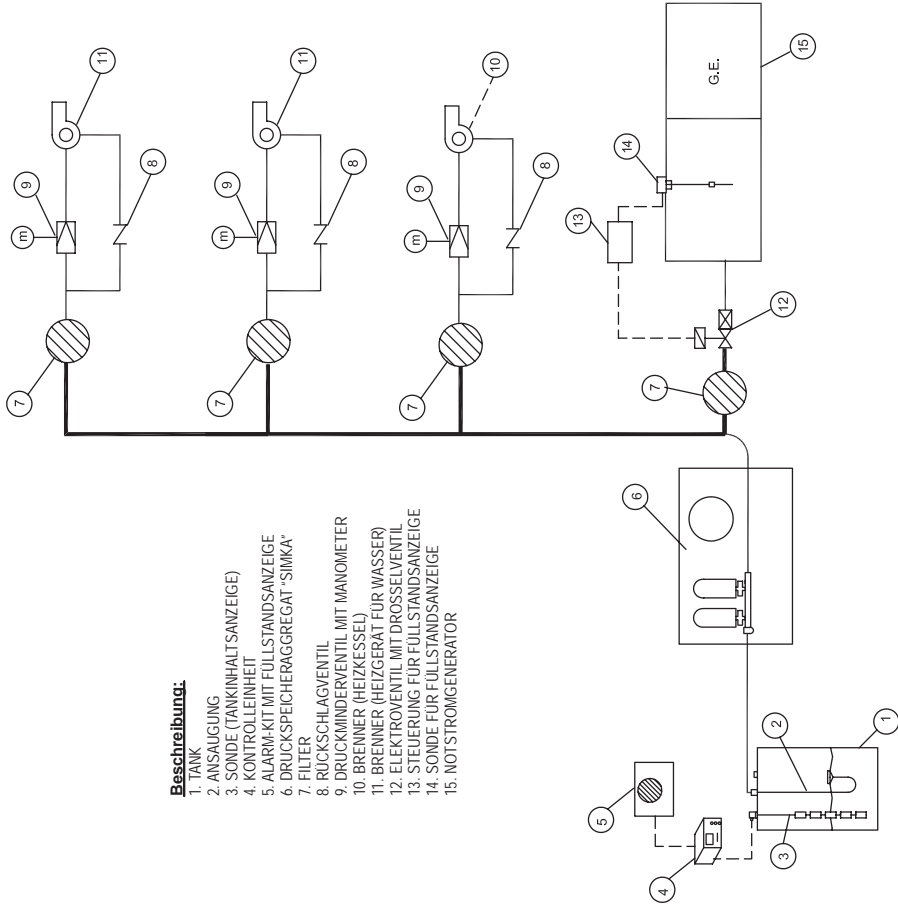 Beschreibung:
1. TANK
2. ANSAUGUNG
3. SONDE (TANKINHALTSANZEIGE)
4. KONTROLLEINHEIT
5. ALARM-KIT MIT FÜLLSTANDSANZEIGE
6. DRUCKSPEICHERAGGREGAT "SIMKA"
7. FILTER
8. RÜCKSCHLAGVENTIL
9. DRUCKMINDERVENTIL MIT MANOMETER
10. BRENNER (HEIZKESSEL)
11. BRENNER (HEIZGERÄT FÜR WASSER)
12. ELEKTROVENTIL MIT DROSSELVENTIL
13. STEUERUNG FÜR FÜLLSTANDSANZEIGE
14. SONDE FÜR FÜLLSTANDSANZEIGE
15. NOTSTROMGENERATOR
7
m
9
11
8
7
m
9
11
8
7
m
9
10
8
7
12
13
14
G.E.
15
6
5
4
3
2
1